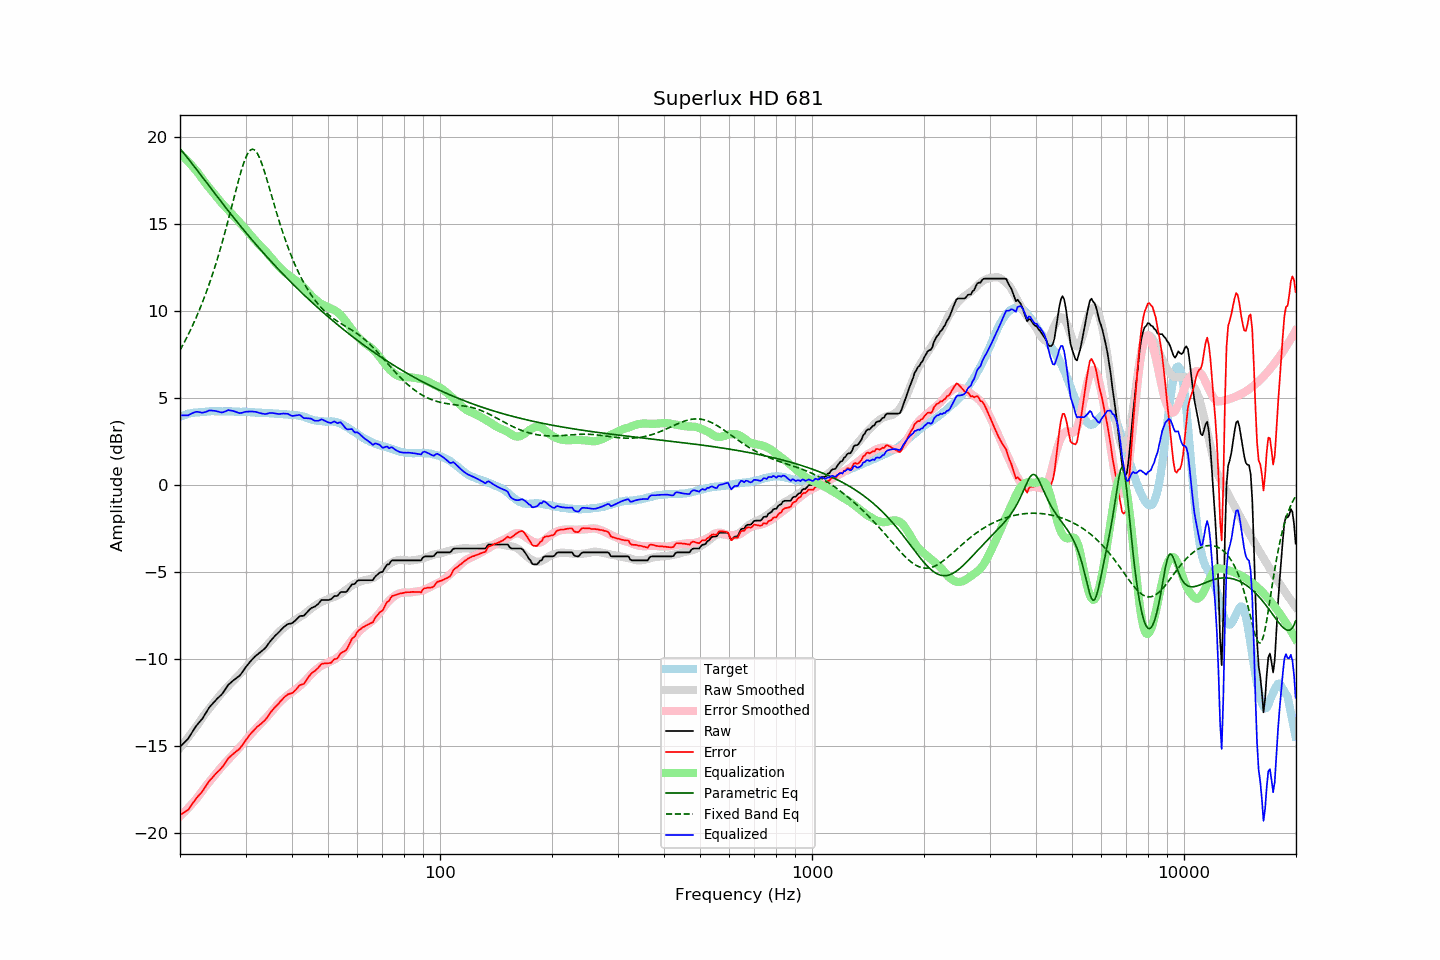 Superlux HD 681
20
15
10
5
0
−5
−10
−15
−20
Amplitude (dBr)
Target
Raw Smoothed
Error Smoothed
Raw
Error
Equalization
Parametric Eq
Fixed Band Eq
Equalized
100
1000
10000
Frequency (Hz)